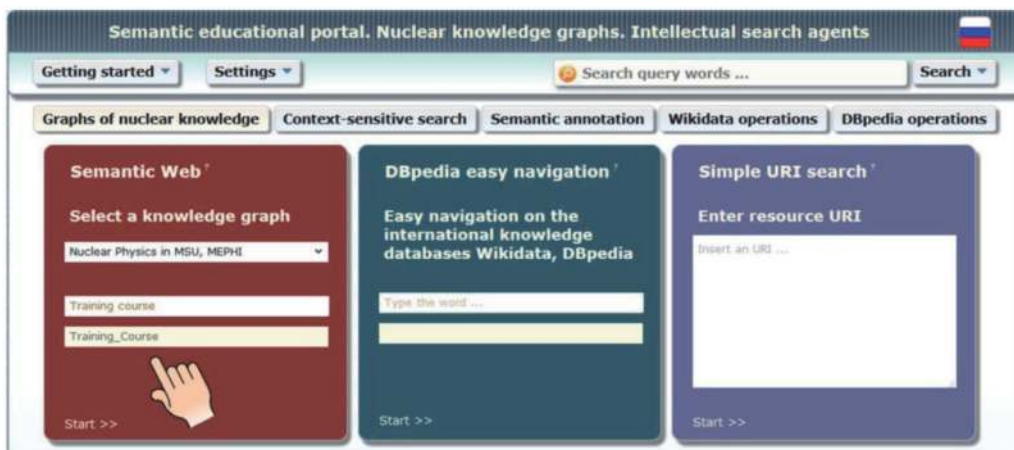 Semantic educational portal. Nuclear knowledge graphs. Intellectual search agents
Getting started
Settings
Search query words ...
Search
Graphs of nuclear knowledge
Context-sensitive search
Semantic annotation
Wikidata operations
DBpedia operations
Semantic Web
Select a knowledge graph
Nuclear Physics in MSU, MEPHI
Training course
Training_Course
Start >>
DBpedia easy navigation
Easy navigation on the
international knowledge
databases Wikidata, DBpedia
Type the word ...
Start >>
Simple URI search
Enter resource URI
Insert an URI ...
Start >>